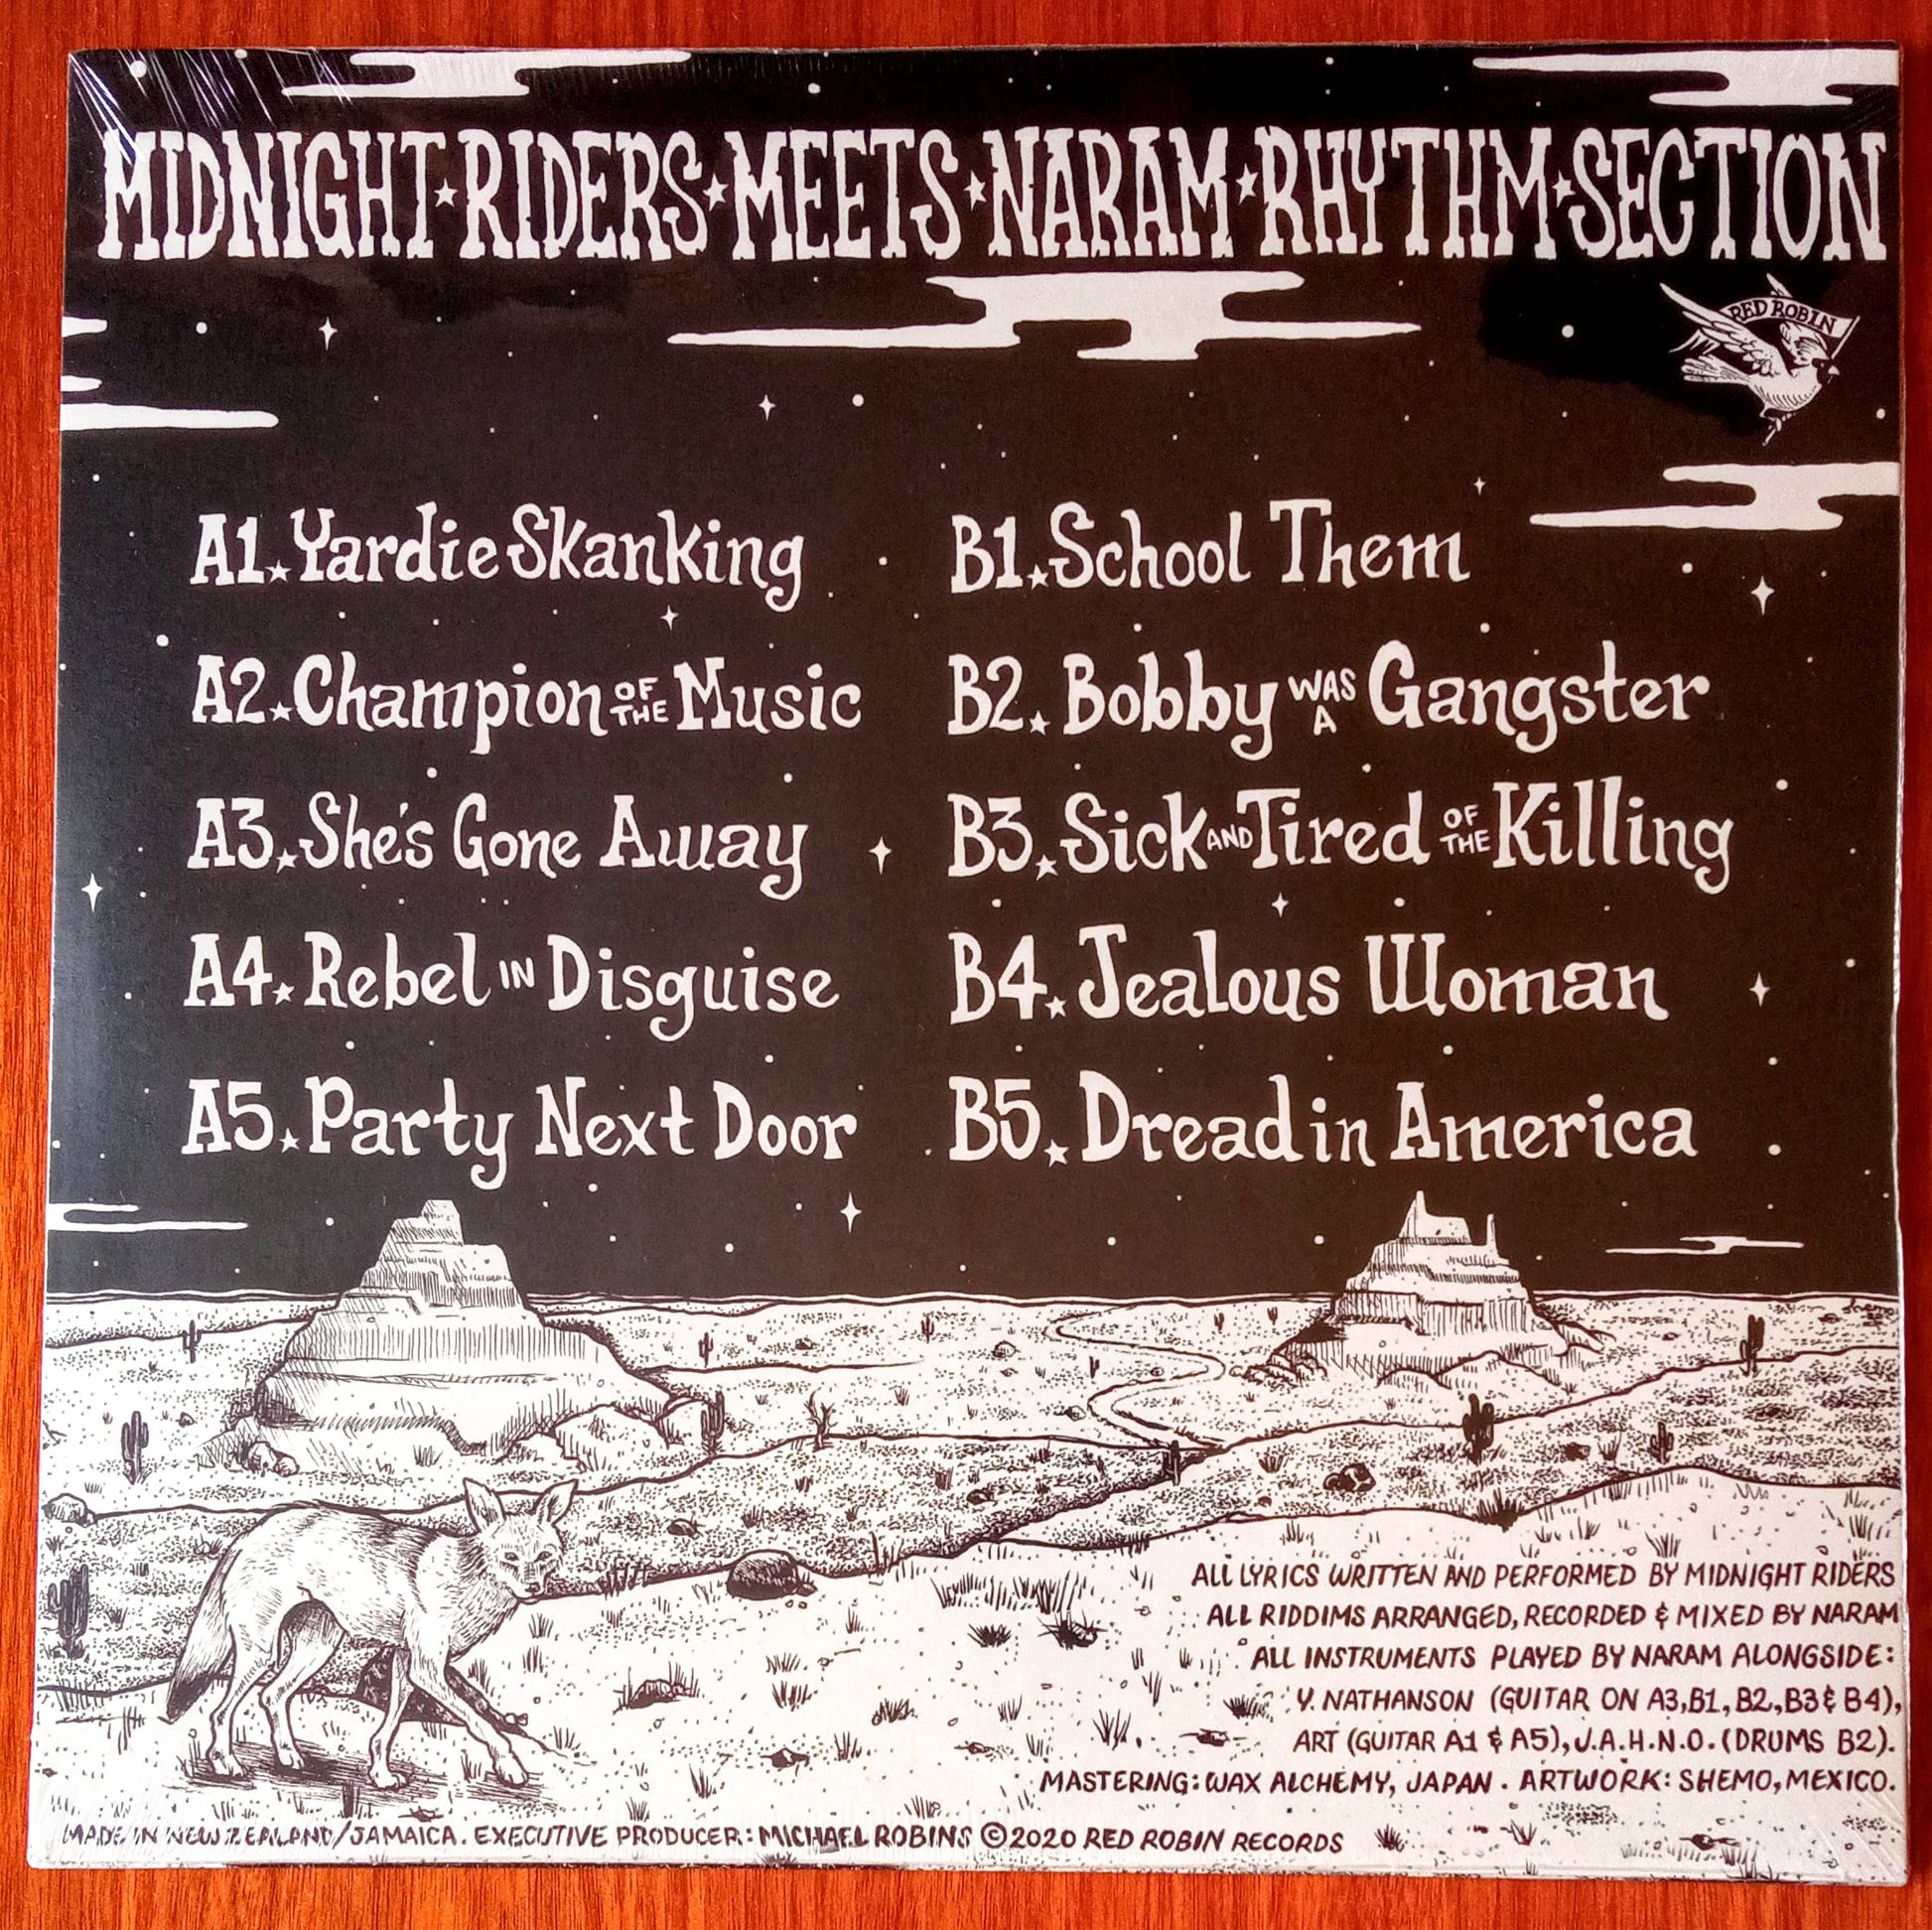 MIDNIGHT★RIDERS★MEETS★NARAM★RHYTHM★SECTION
RED ROBIN
A1.★Yardie Skanking
A2.★Champion OF THE Music
A3.★She's Gone Away
A4.★Rebel IN Disguise
A5.★Party Next Door
B1.★School Them
B2.★Bobby WAS A Gangster
B3.★Sick AND Tired OF THE Killing
B4.★Jealous Woman
B5.★Dread in America
ALL LYRICS WRITTEN AND PERFORMED BY MIDNIGHT RIDERS
ALL RIDDIMS ARRANGED, RECORDED & MIXED BY NARAM
ALL INSTRUMENTS PLAYED BY NARAM ALONGSIDE:
Y. NATHANSON (GUITAR ON A3,B1,B2,B3 & B4),
ART (GUITAR A1 & A5), J.A.H.N.O. (DRUMS B2).
MASTERING: WAX ALCHEMY, JAPAN. ARTWORK: SHEMO, MEXICO.
MADE IN NEW ZEALAND/JAMAICA. EXECUTIVE PRODUCER: MICHAEL ROBINS ©2020 RED ROBIN RECORDS